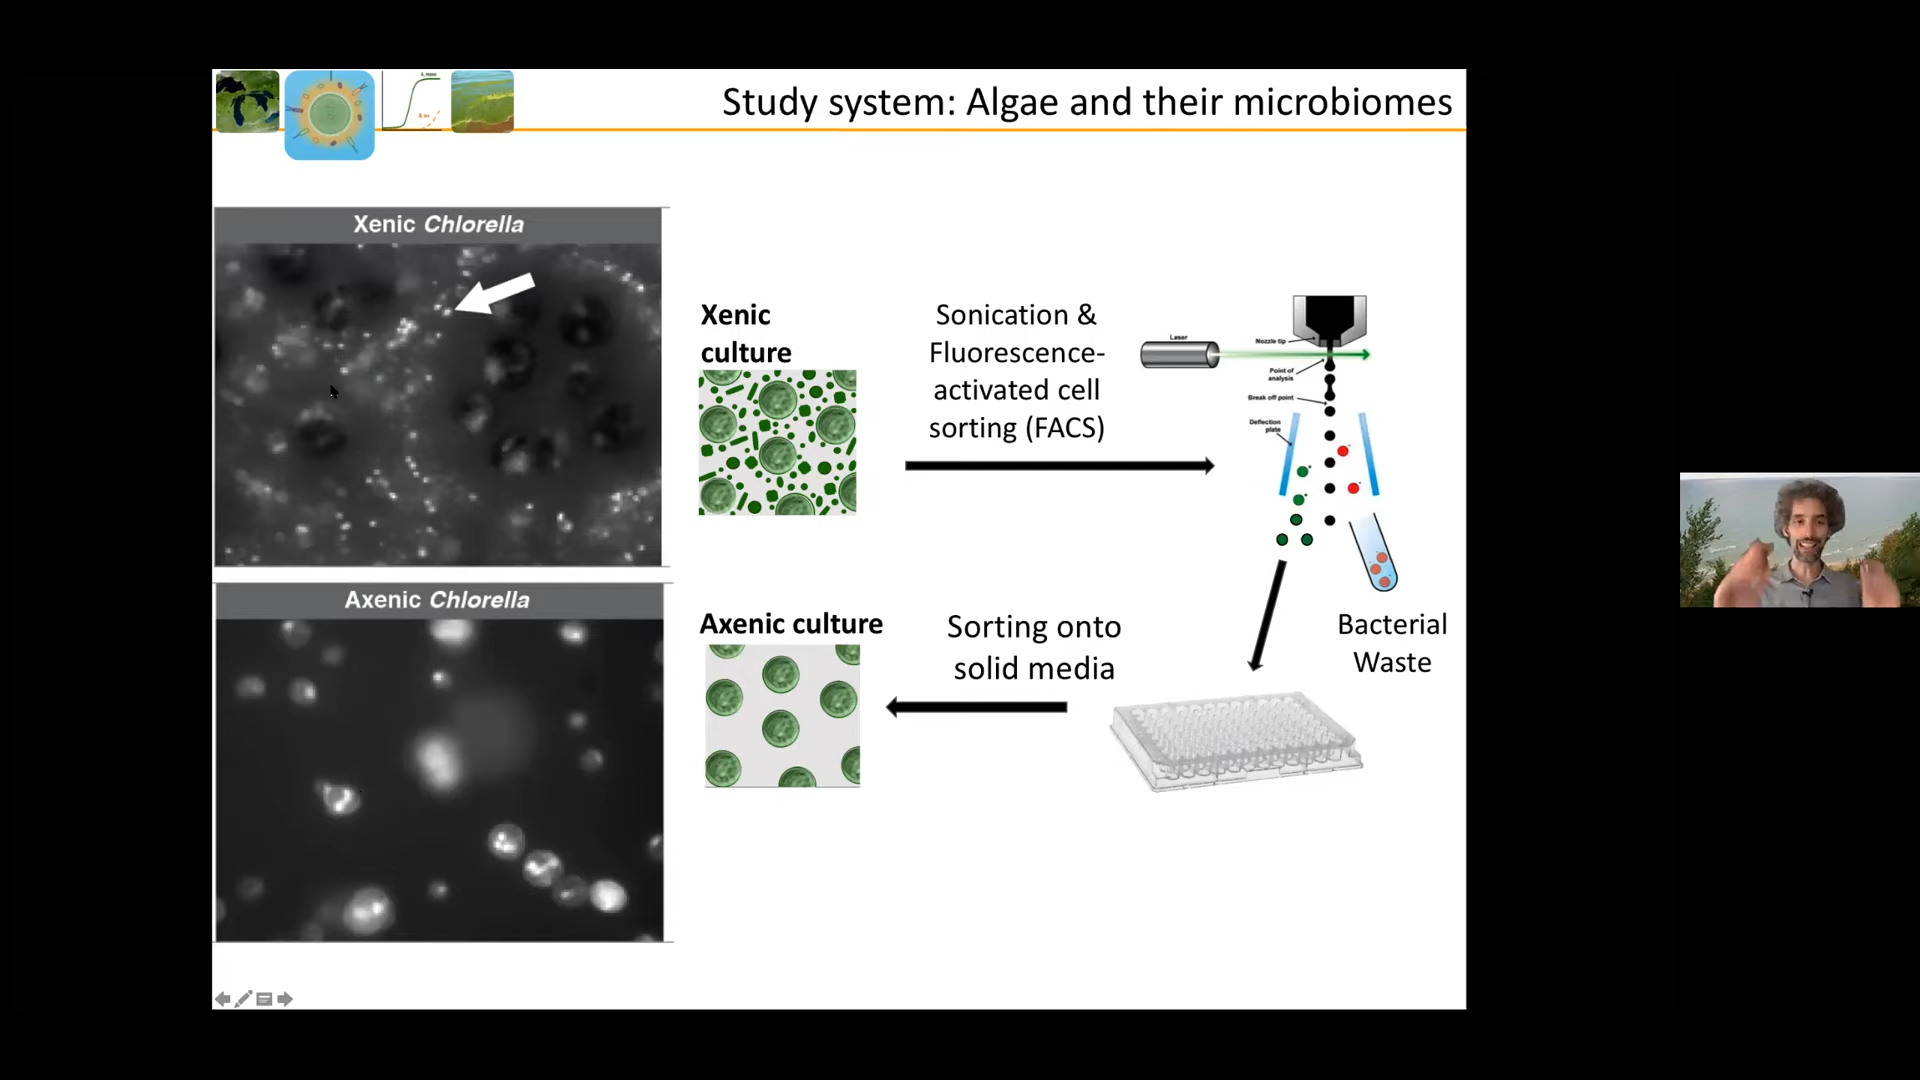 Study system: Algae and their microbiomes
Xenic Chlorella
Xenic
culture
Sonication &
Fluorescence-
activated cell
sorting (FACS)
Laser
Nozzle tip
Point of
analysis
Break off point
Deflection
plate
Axenic Chlorella
Axenic culture
Sorting onto
solid media
Bacterial
Waste